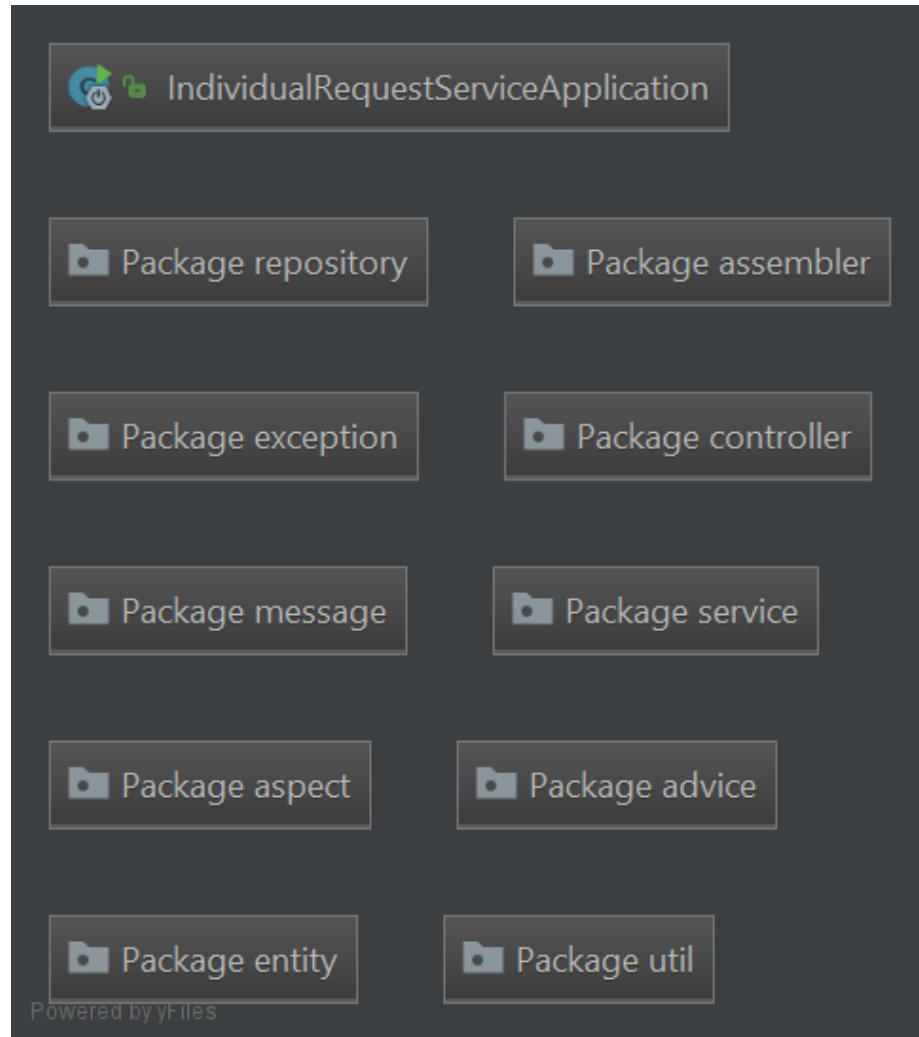 IndividualRequestServiceApplication
Package repository
Package assembler
Package exception
Package controller
Package message
Package service
Package aspect
Package advice
Package entity
Package util
Powered by yFiles